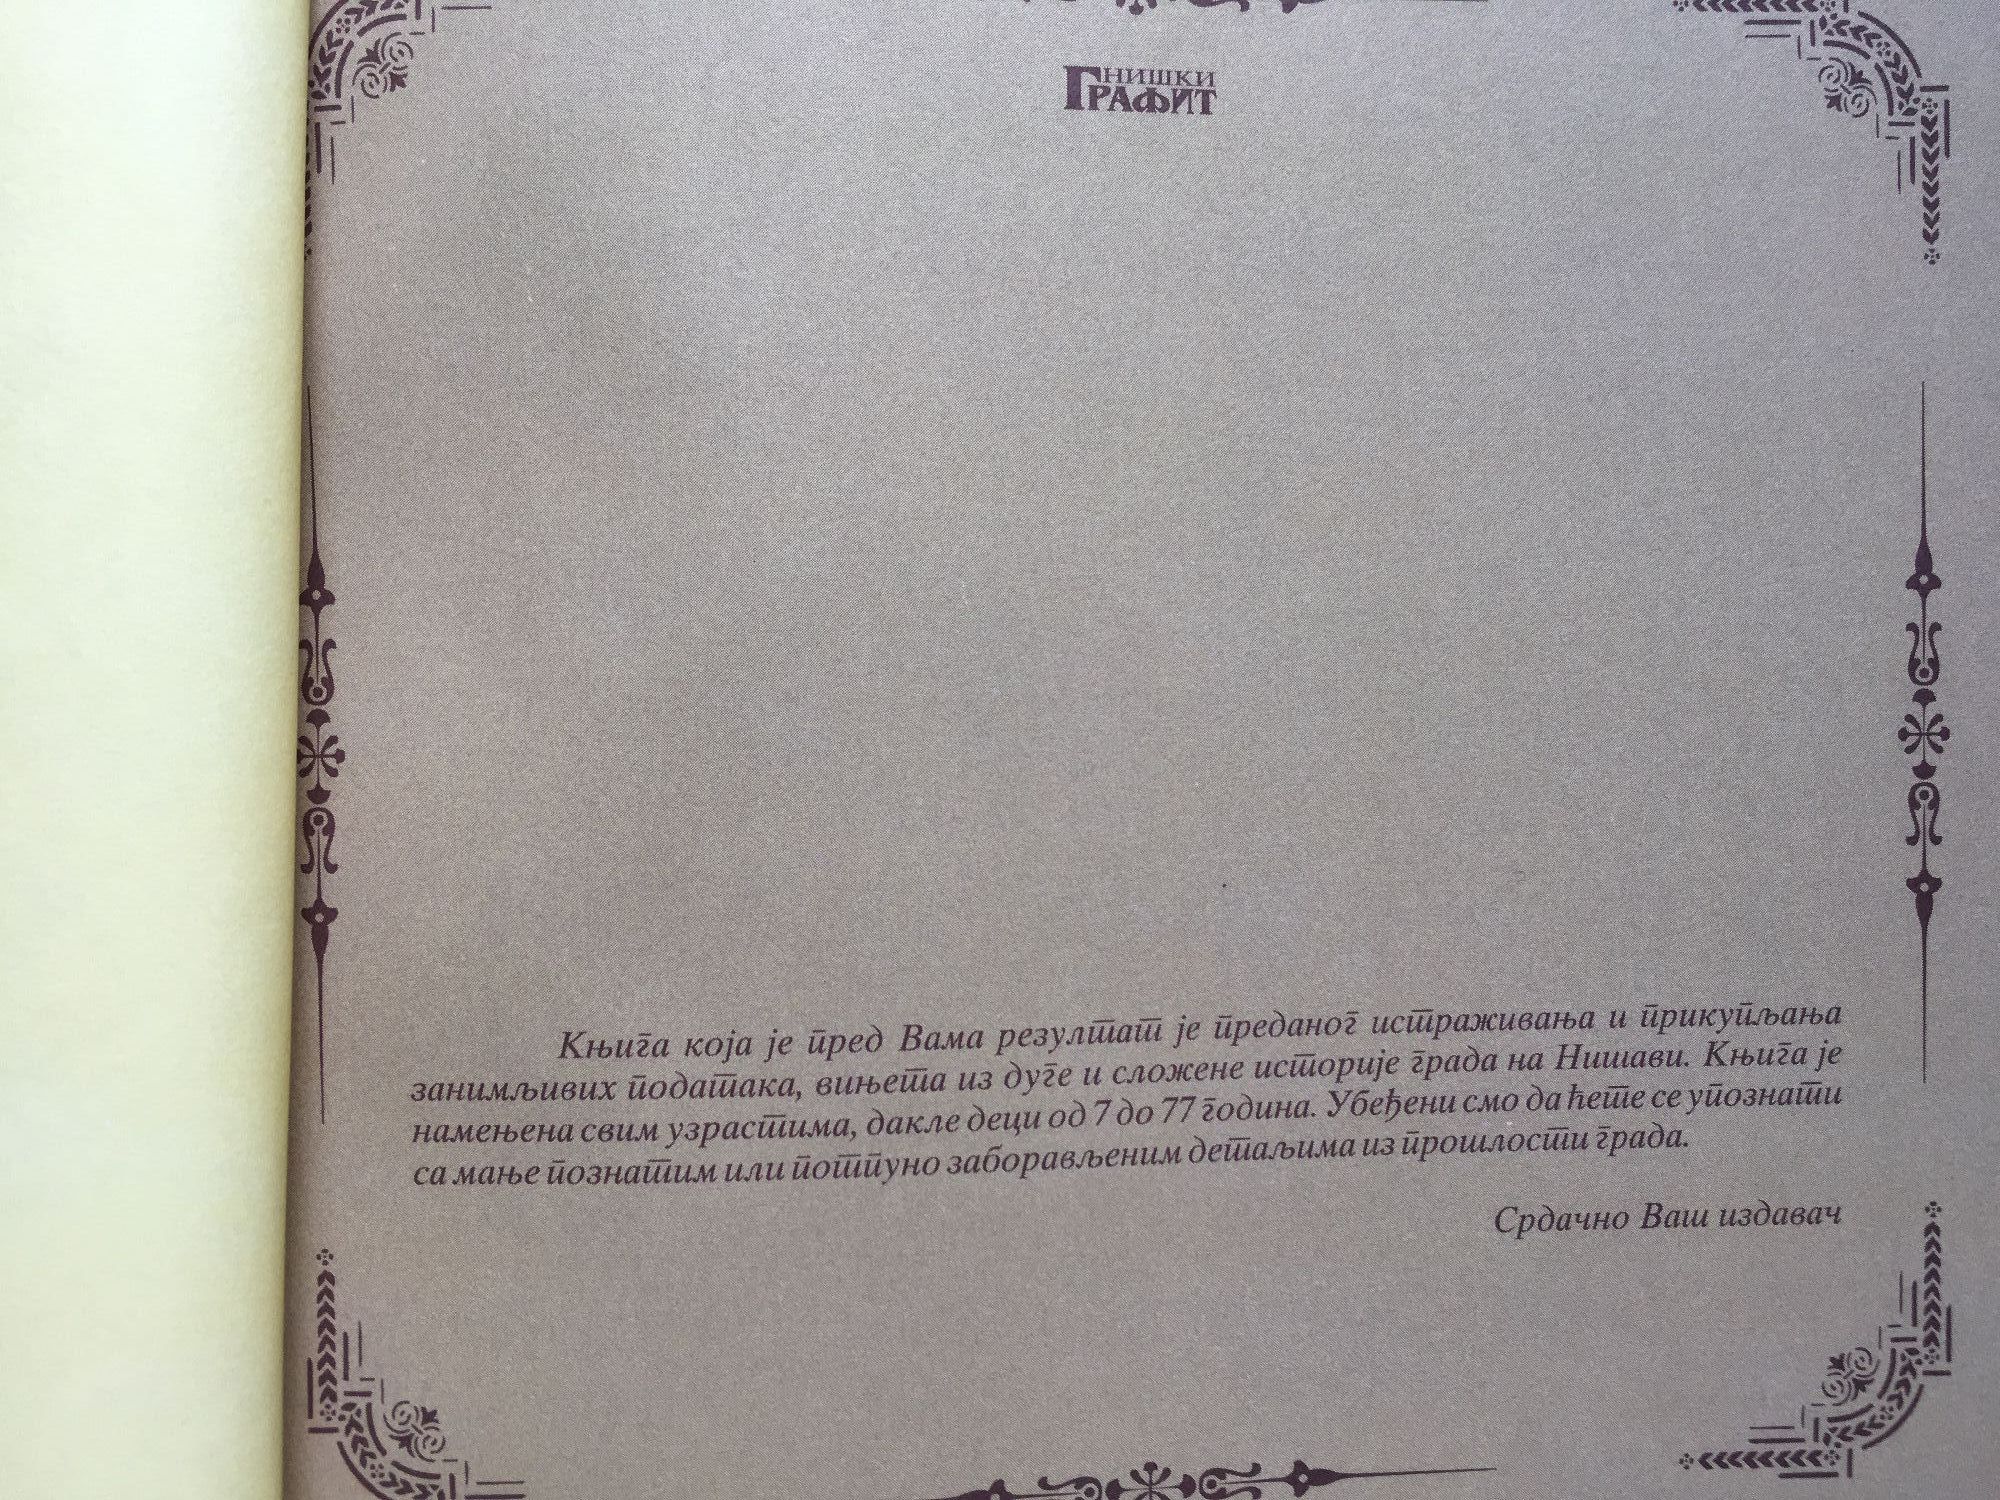 НИШКИ
ГРАФИТ
Књига која је пред Вама резултат је преданог истраживања и прикупљања
занимљивих података, вињета из дуге и сложене историје града на Нишави. Књига је
намењена свим узрастима, дакле деци од 7 до 77 година. Убеђени смо да ћете се упознати
са мање познатим или потпуно заборављеним детаљима из прошлости града.
Срдачно Ваш издавач